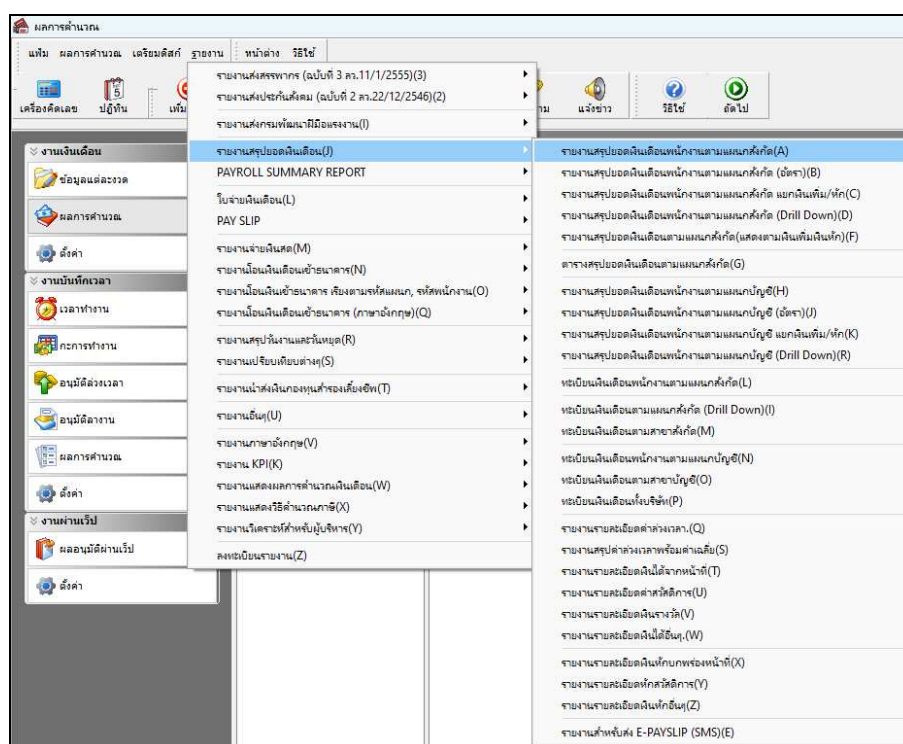 ผลการคำนวณ
แฟ้ม ผลการคำนวณ เตรียมดิสก์ รายงาน หน้าต่าง วิธีใช้
เครื่องคิดเลข ปฏิทิน แจ้งข่าว วิธีใช้ ถัดไป
งานเงินเดือน
ข้อมูลแต่ละงวด
ผลการคำนวณ
ตั้งค่า
งานบันทึกเวลา
เวลาทำงาน
กะการทำงาน
อนุมัติล่วงเวลา
อนุมัติลางาน
ผลการคำนวณ
ตั้งค่า
งานผ่านเว็ป
ผลอนุมัติผ่านเว็ป
ตั้งค่า
รายงานส่งสรรพากร (ฉบับที่ 3 ลว.11/1/2555)(3)
รายงานส่งประกันสังคม (ฉบับที่ 2 ลว.22/12/2546)(2)
รายงานส่งกรมพัฒนาฝีมือแรงงาน(I)
รายงานสรุปยอดเงินเดือน(J)
PAYROLL SUMMARY REPORT
ใบจ่ายเงินเดือน(L)
PAY SLIP
รายงานจ่ายเงินสด(M)
รายงานโอนเงินเดือนเข้าธนาคาร(N)
รายงานโอนเงินเข้าธนาคาร เรียงตามรหัสแผนก, รหัสพนักงาน(O)
รายงานโอนเงินเดือนเข้าธนาคาร (ภาษาอังกฤษ)(Q)
รายงานสรุปวันงานและวันหยุด(R)
รายงานเปรียบเทียบต่างๆ(S)
รายงานนำส่งเงินกองทุนสำรองเลี้ยงชีพ(T)
รายงานอื่นๆ(U)
รายงานภาษาอังกฤษ(V)
รายงาน KPI(K)
รายงานแสดงผลการคำนวณเงินเดือน(W)
รายงานแสดงวิธีคำนวณภาษี(X)
รายงานวิเคราะห์สำหรับผู้บริหาร(Y)
ลงทะเบียนรายงาน(Z)
รายงานสรุปยอดเงินเดือนพนักงานตามแผนกสังกัด(A)
รายงานสรุปยอดเงินเดือนพนักงานตามแผนกสังกัด (อัตรา)(B)
รายงานสรุปยอดเงินเดือนพนักงานตามแผนกสังกัด แยกเงินเพิ่ม/หัก(C)
รายงานสรุปยอดเงินเดือนพนักงานตามแผนกสังกัด (Drill Down)(D)
รายงานสรุปยอดเงินเดือนตามแผนกสังกัด(แสดงตามเงินเพิ่มเงินหัก)(F)
ตารางสรุปยอดเงินเดือนตามแผนกสังกัด(G)
รายงานสรุปยอดเงินเดือนพนักงานตามแผนกบัญชี(H)
รายงานสรุปยอดเงินเดือนพนักงานตามแผนกบัญชี (อัตรา)(J)
รายงานสรุปยอดเงินเดือนพนักงานตามแผนกบัญชี แยกเงินเพิ่ม/หัก(K)
รายงานสรุปยอดเงินเดือนพนักงานตามแผนกบัญชี (Drill Down)(R)
ทะเบียนเงินเดือนพนักงานตามแผนกสังกัด(L)
ทะเบียนเงินเดือนตามแผนกสังกัด (Drill Down)(I)
ทะเบียนเงินเดือนตามสาขาสังกัด(M)
ทะเบียนเงินเดือนพนักงานตามแผนกบัญชี(N)
ทะเบียนเงินเดือนตามสาขาบัญชี(O)
ทะเบียนเงินเดือนทั้งบริษัท(P)
รายงานรายละเอียดค่าล่วงเวลา.(Q)
รายงานสรุปค่าล่วงเวลาพร้อมค่าเฉลี่ย(S)
รายงานรายละเอียดเงินได้จากหน้าที่(T)
รายงานรายละเอียดค่าสวัสดิการ(U)
รายงานรายละเอียดเงินรางวัล(V)
รายงานรายละเอียดเงินได้อื่นๆ.(W)
รายงานรายละเอียดเงินหักบกพร่องหน้าที่(X)
รายงานรายละเอียดหักสวัสดิการ(Y)
รายงานรายละเอียดเงินหักอื่นๆ(Z)
รายงานสำหรับส่ง E-PAYSLIP (SMS)(E)